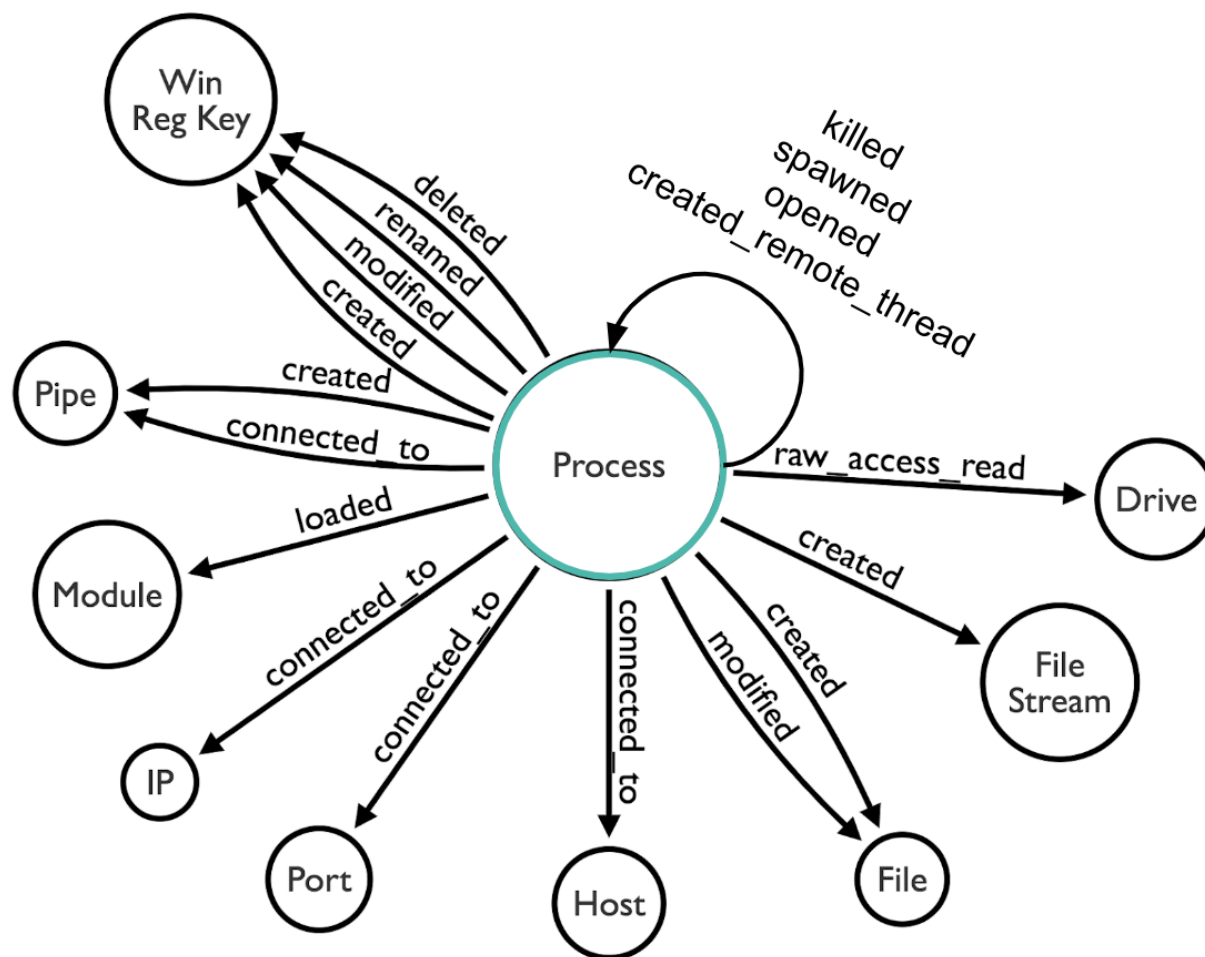 Win
Reg Key
killed
spawned
opened
created_remote_thread
deleted
renamed
modified
created
Pipe
created
connected_to
Process
raw_access_read
Drive
loaded
Module
created
File
Stream
connected_to
IP
connected_to
Port
connected_to
Host
modified
created
File